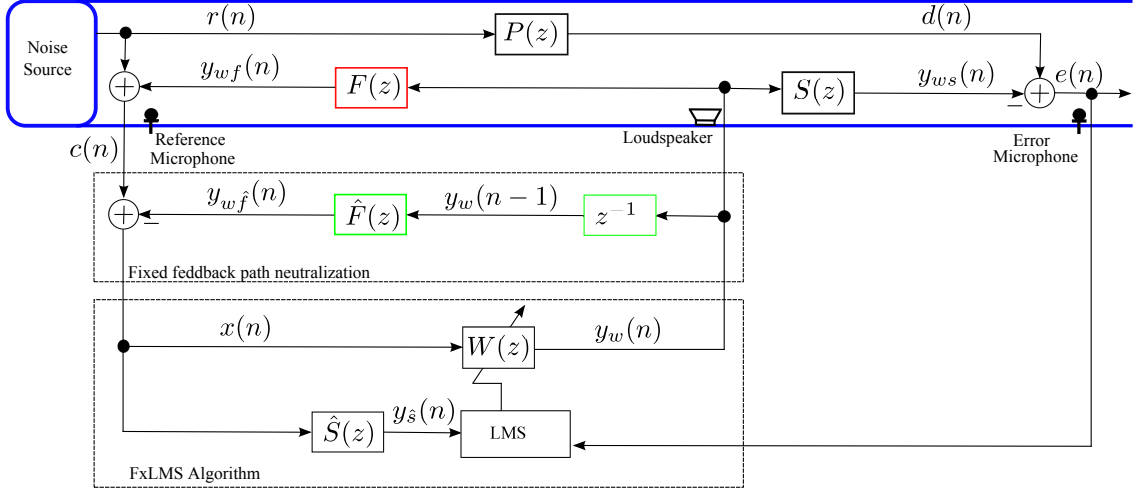 r(n)
d(n)
P(z)
Noise
Source
y_{wf}(n)
F(z)
S(z)
y_{ws}(n)
e(n)
+
+
−
Reference
Microphone
Loudspeaker
Error
Microphone
c(n)
y_{w\hat{f}}(n)
\hat{F}(z)
y_w(n−1)
z^{−1}
+
−
Fixed feddback path neutralization
x(n)
W(z)
y_w(n)
\hat{S}(z)
y_{\hat{s}}(n)
LMS
FxLMS Algorithm